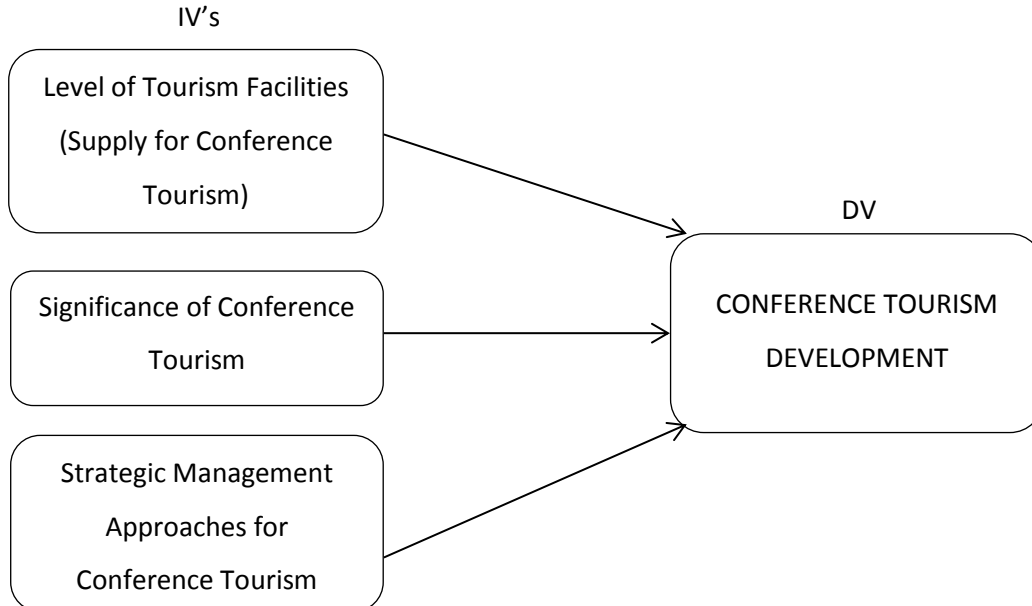 IV’s
Level of Tourism Facilities
(Supply for Conference
Tourism)
Significance of Conference
Tourism
Strategic Management
Approaches for
Conference Tourism
DV
CONFERENCE TOURISM
DEVELOPMENT